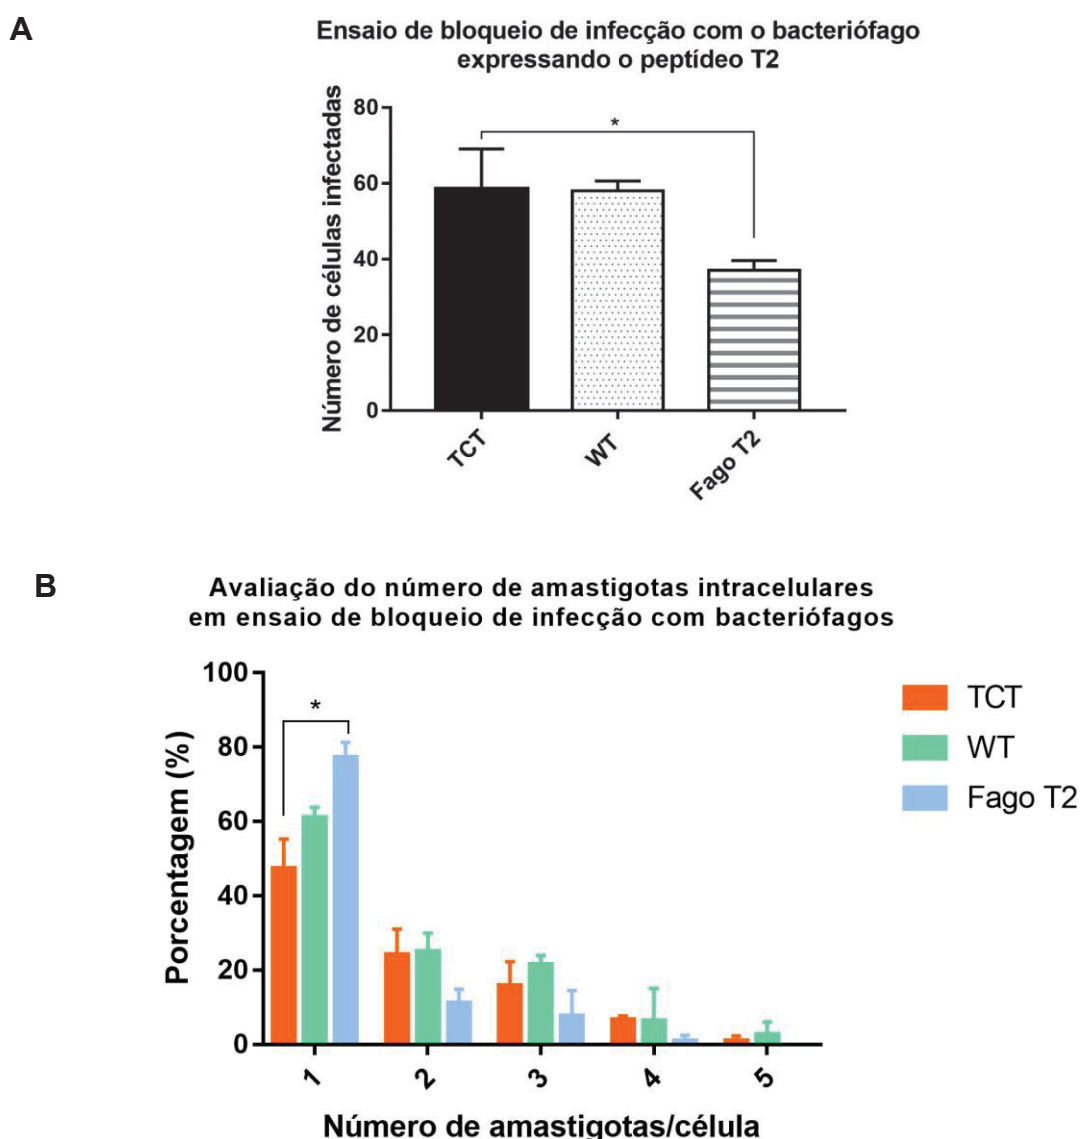 A
Ensaio de bloqueio de infecção com o bacteriófago
expressando o peptídeo T2
Número de células infectadas
80
60
40
20
0
*
TCT
WT
Fago T2
B
Avaliação do número de amastigotas intracelulares
em ensaio de bloqueio de infecção com bacteriófagos
Porcentagem (%)
100
80
60
40
20
0
*
1
2
3
4
5
Número de amastigotas/célula
TCT
WT
Fago T2